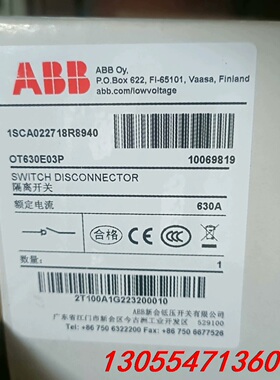 ABB
ABB Oy,
P.O.Box 622, FI-65101, Vaasa, Finland
abb.com/lowvoltage
1SCA022718R8940
OT630E03P 10069819
SWITCH DISCONNECTOR
隔离开关
额定电流 630A
合格 CE CCC
数量: 1
2T100A1G223200010
ABB新会低压开关有限公司
广东省江门市新会区今古洲工业开发区 529100
Tel: +86 750 6322200 Fax: +86 750 6677528
13055471360